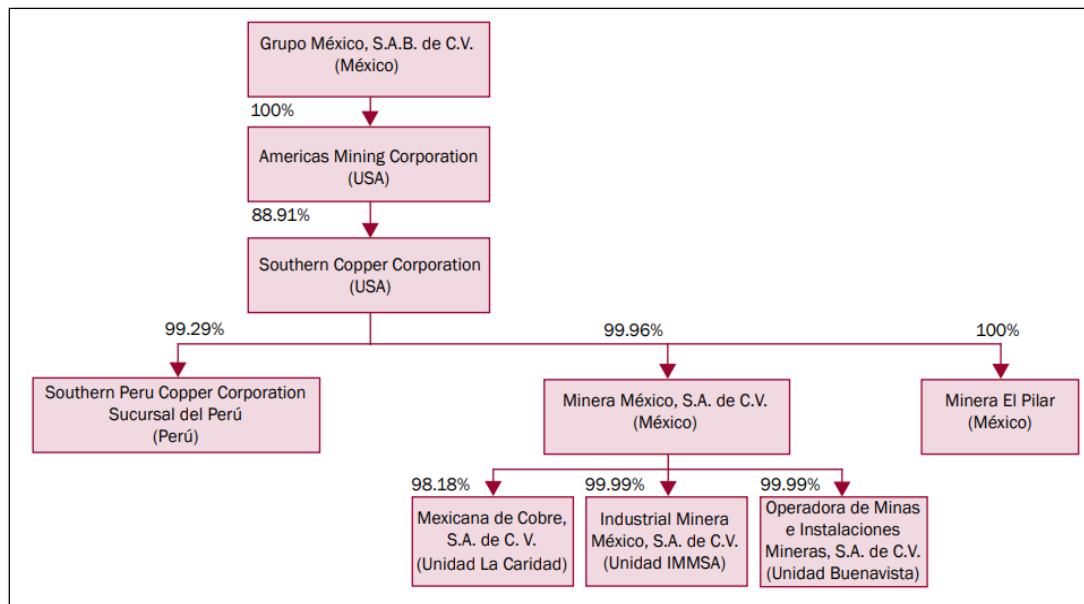 Grupo México, S.A.B. de C.V.
(México)
100%
Americas Mining Corporation
(USA)
88.91%
Southern Copper Corporation
(USA)
99.29%
99.96%
100%
Southern Peru Copper Corporation
Sucursal del Perú
(Perú)
Minera México, S.A. de C.V.
(México)
Minera El Pilar
(México)
98.18%
99.99%
99.99%
Mexicana de Cobre,
S.A. de C. V.
(Unidad La Caridad)
Industrial Minera
México, S.A. de C.V.
(Unidad IMMSA)
Operadora de Minas
e Instalaciones
Mineras, S.A. de C.V.
(Unidad Buenavista)